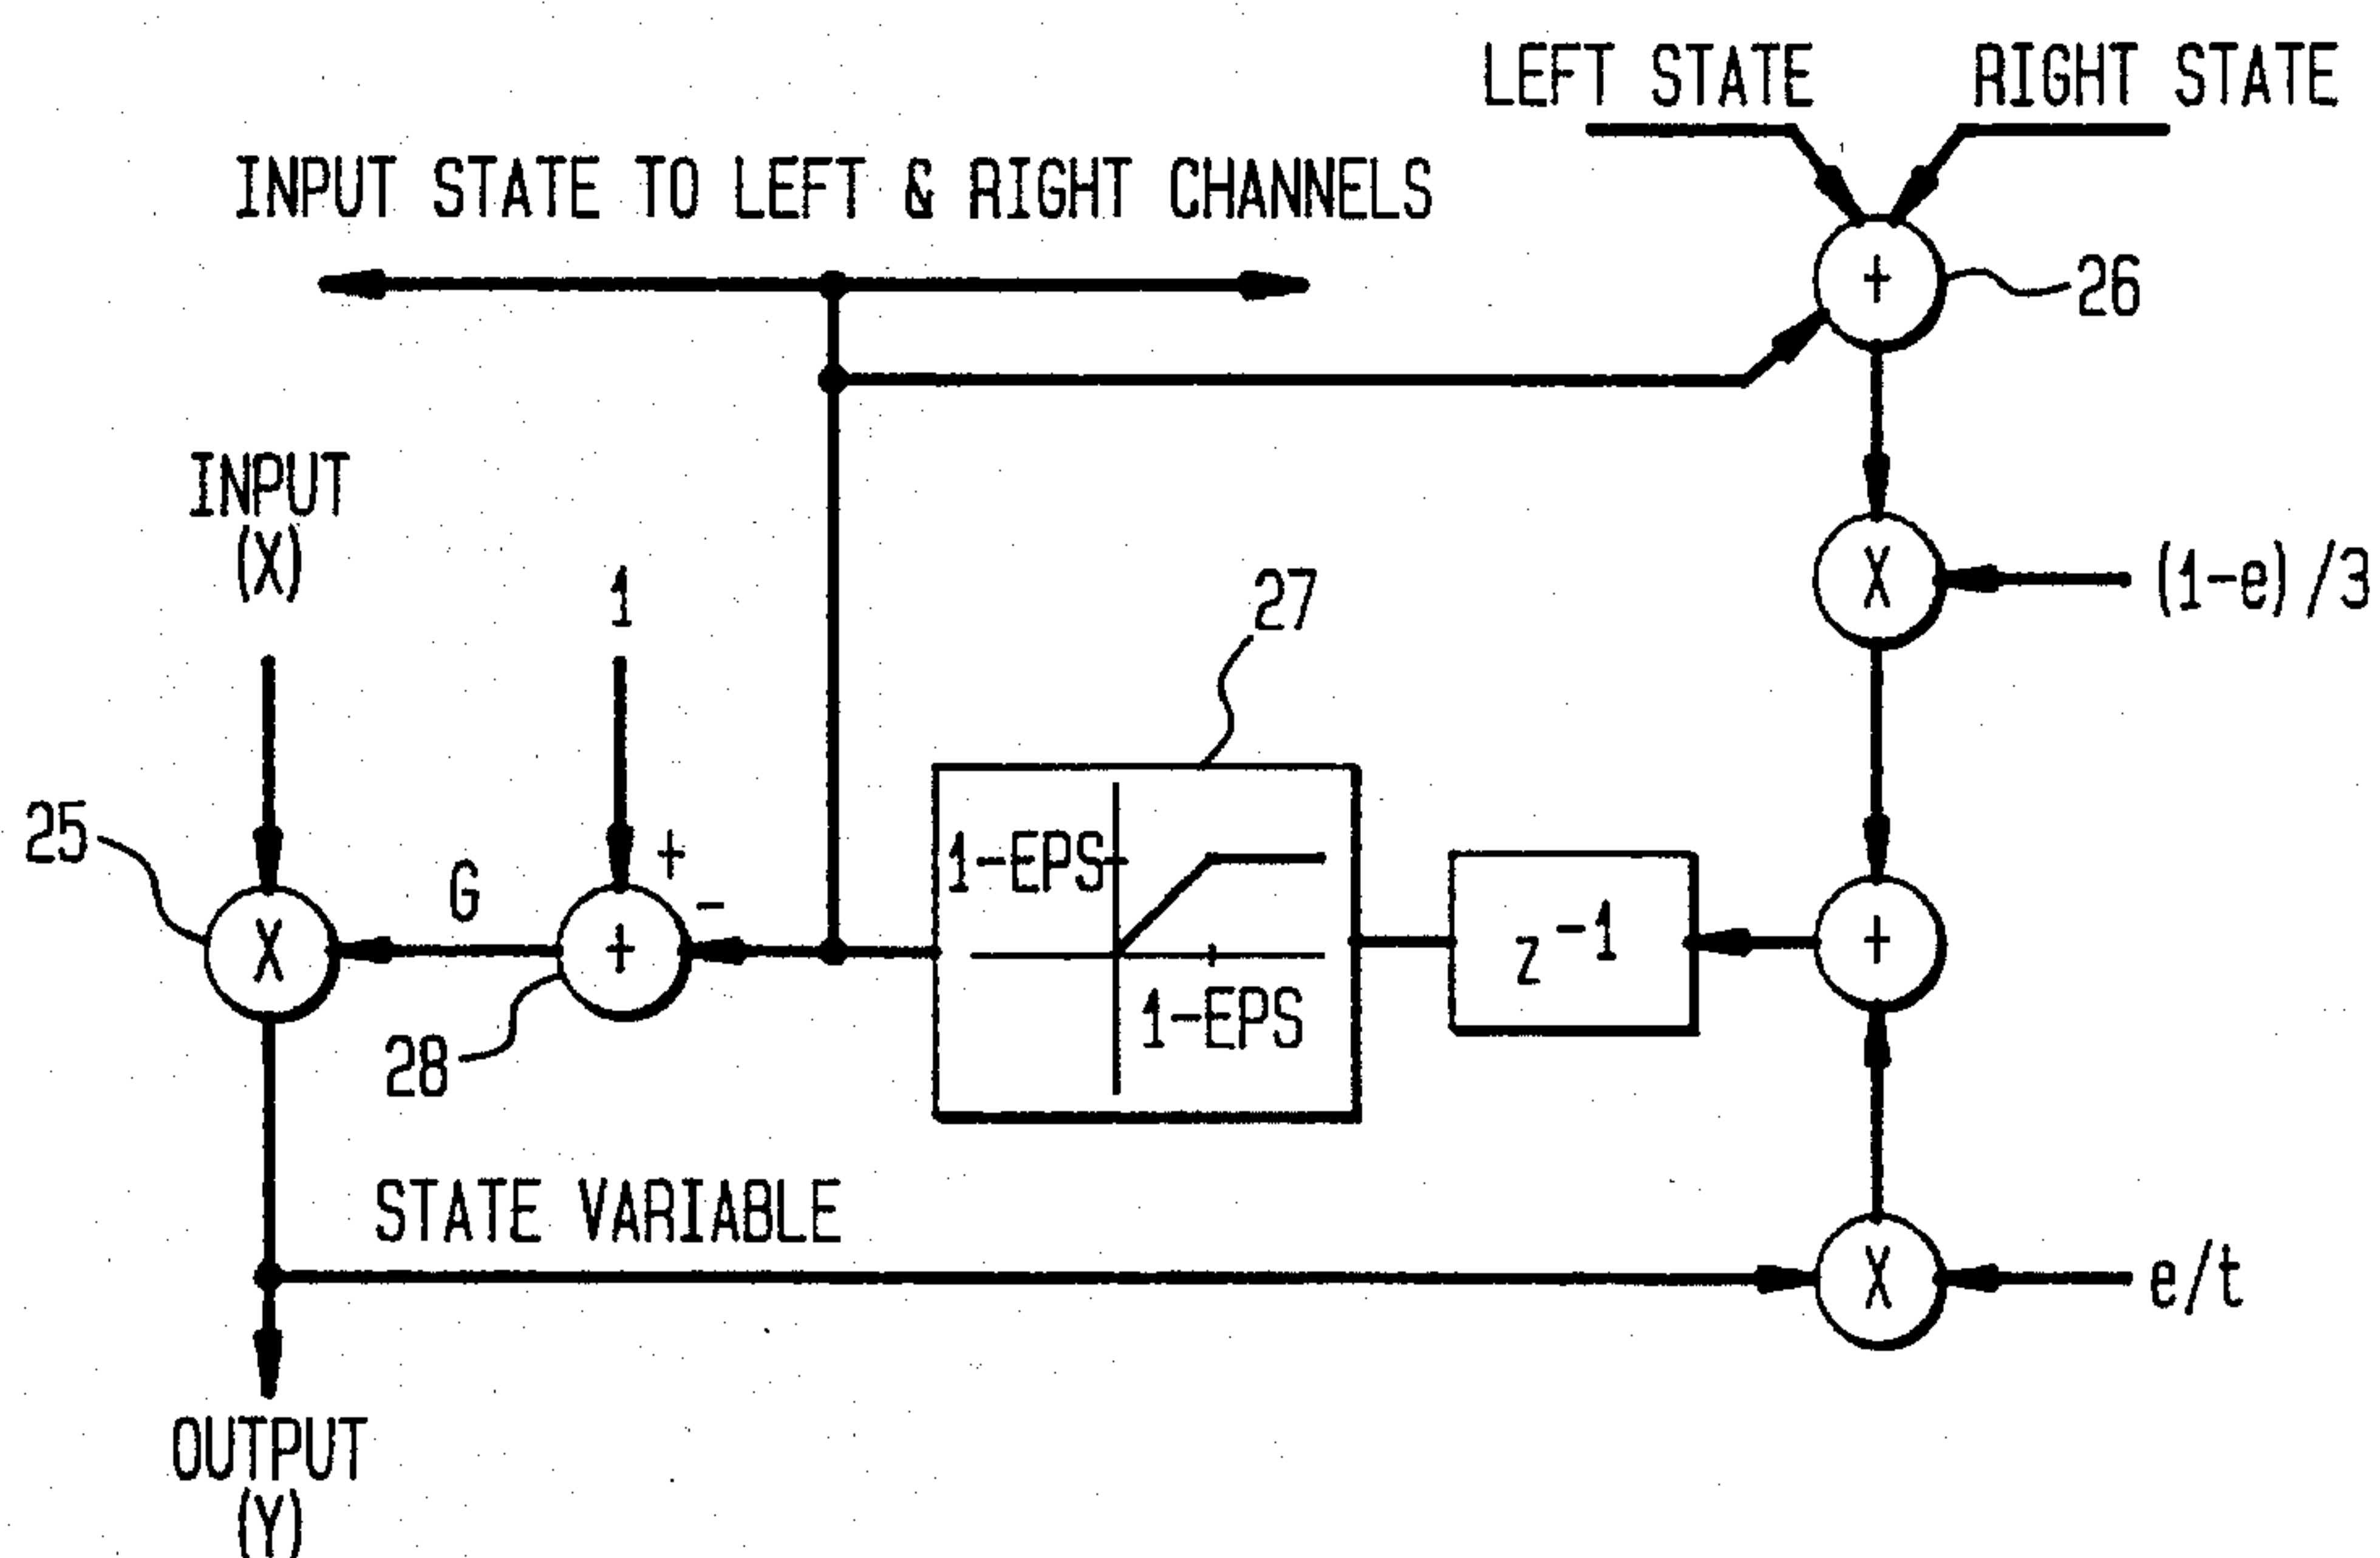 LEFT STATE
RIGHT STATE
INPUT STATE TO LEFT & RIGHT CHANNELS
+
26
INPUT
(X)
1
27
X
(1-e)/3
25
G
+
-
1-EPS
X
+
1-EPS
z-1
+
28
STATE VARIABLE
X
e/t
OUTPUT
(Y)